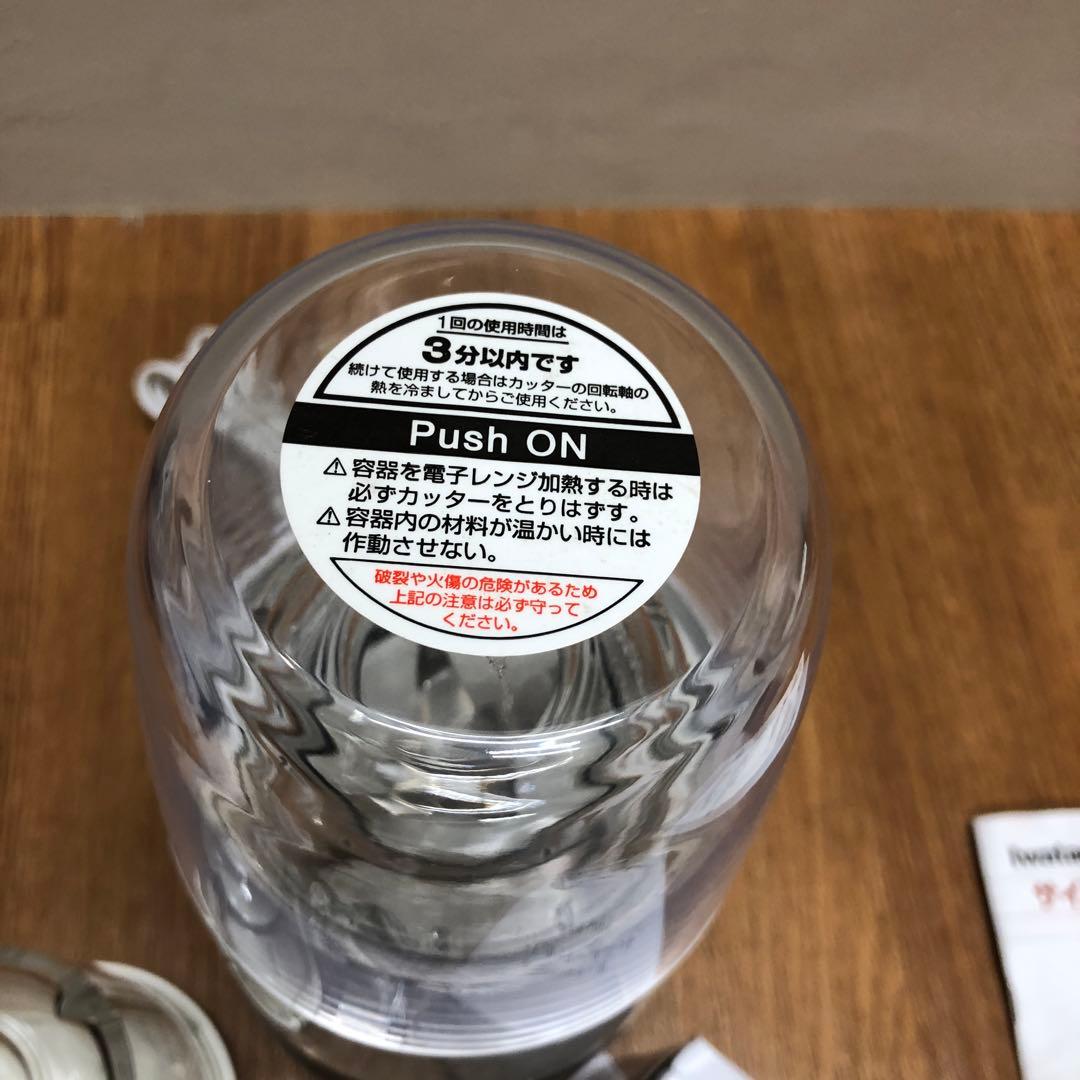 1回の使用時間は
3分以内です
続けて使用する場合はカッターの回転軸の
熱を冷ましてからご使用ください。
Push ON
⚠容器を電子レンジ加熱する時は
必ずカッターをとりはずす。
⚠容器内の材料が温かい時には
作動させない。
破裂や火傷の危険があるため
上記の注意は必ず守って
ください。
iwata
サイ